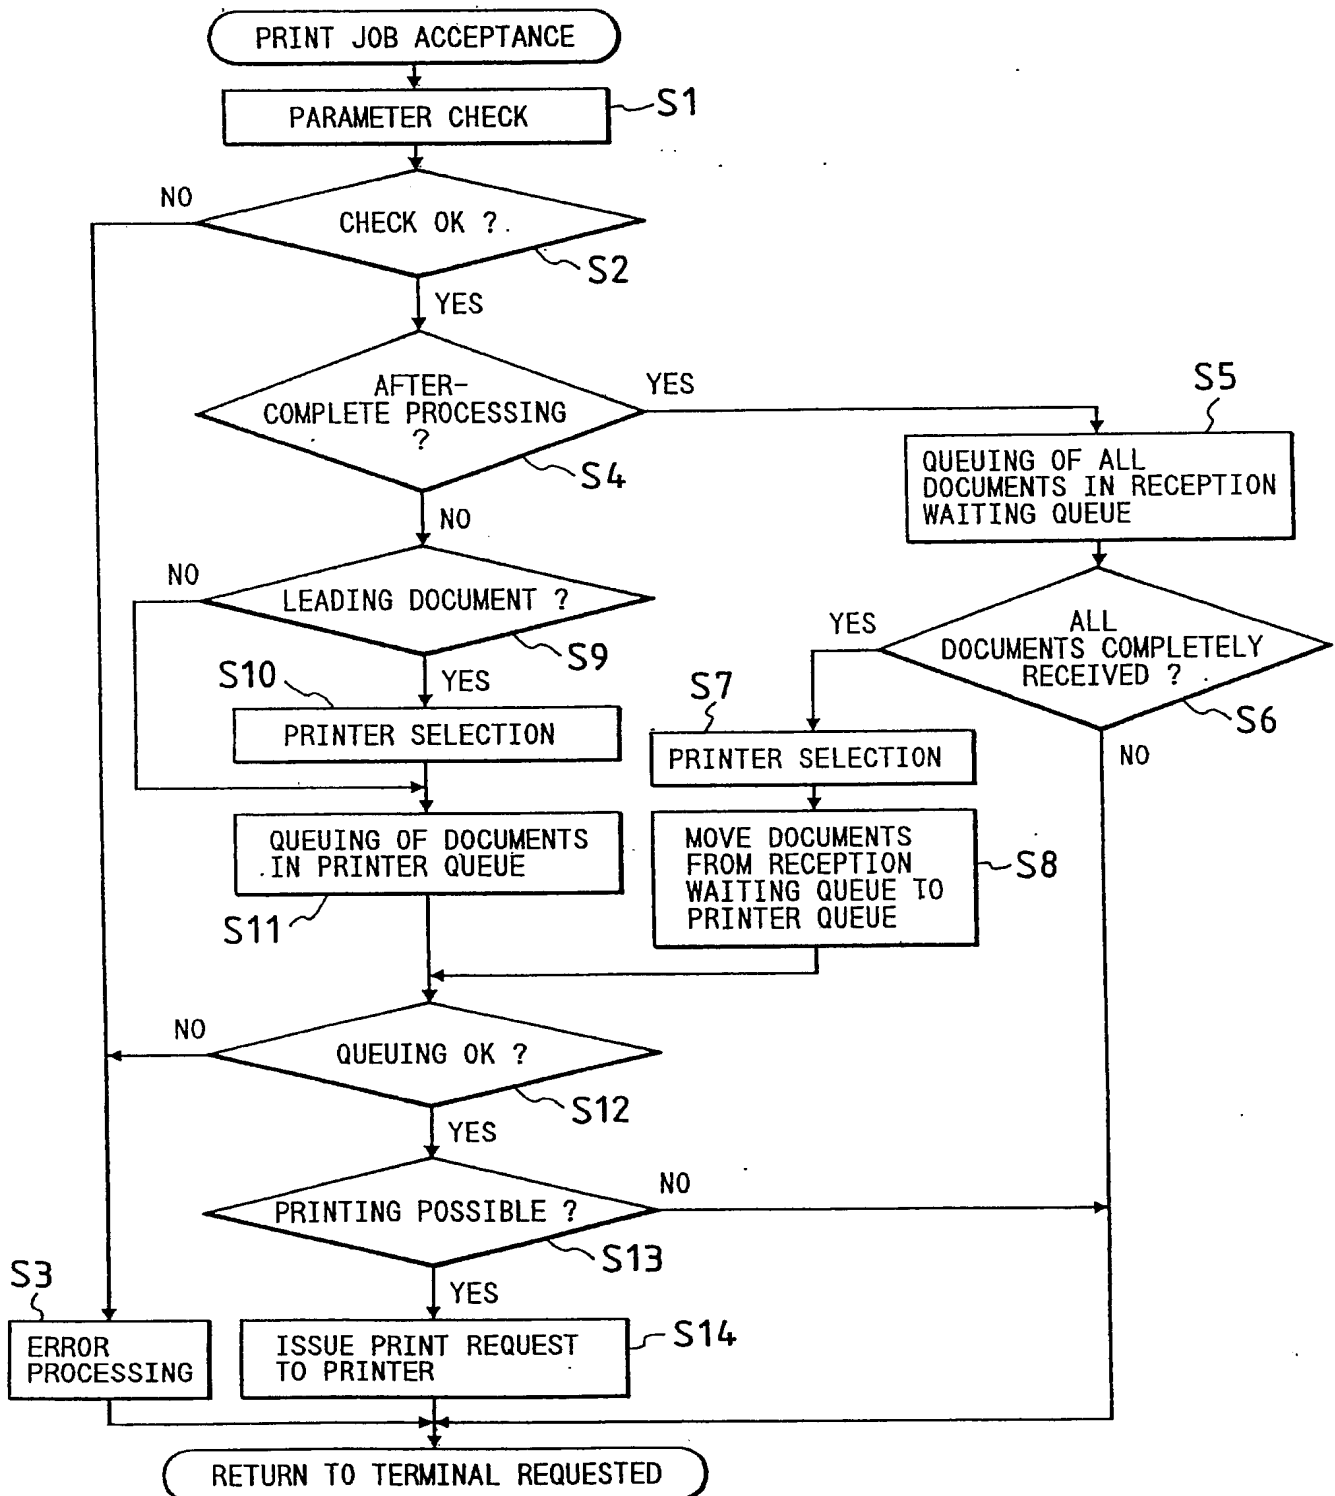 PRINT JOB ACCEPTANCE
PARAMETER CHECK
S1
NO
CHECK OK ?
S2
YES
AFTER-
COMPLETE PROCESSING
?
YES
S4
S5
QUEUING OF ALL
DOCUMENTS IN RECEPTION
WAITING QUEUE
NO
NO
LEADING DOCUMENT ?
S9
YES
ALL
DOCUMENTS COMPLETELY
RECEIVED ?
S6
NO
S10
YES
PRINTER SELECTION
S7
PRINTER SELECTION
QUEUING OF DOCUMENTS
IN PRINTER QUEUE
S11
MOVE DOCUMENTS
FROM RECEPTION
WAITING QUEUE TO
PRINTER QUEUE
S8
NO
QUEUING OK ?
S12
YES
PRINTING POSSIBLE ?
NO
S13
YES
S3
ERROR
PROCESSING
ISSUE PRINT REQUEST
TO PRINTER
S14
RETURN TO TERMINAL REQUESTED